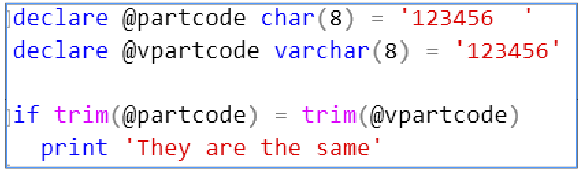 declare @partcode char(8) = '123456  '
declare @vpartcode varchar(8) = '123456'
if trim(@partcode) = trim(@vpartcode)
print 'They are the same'